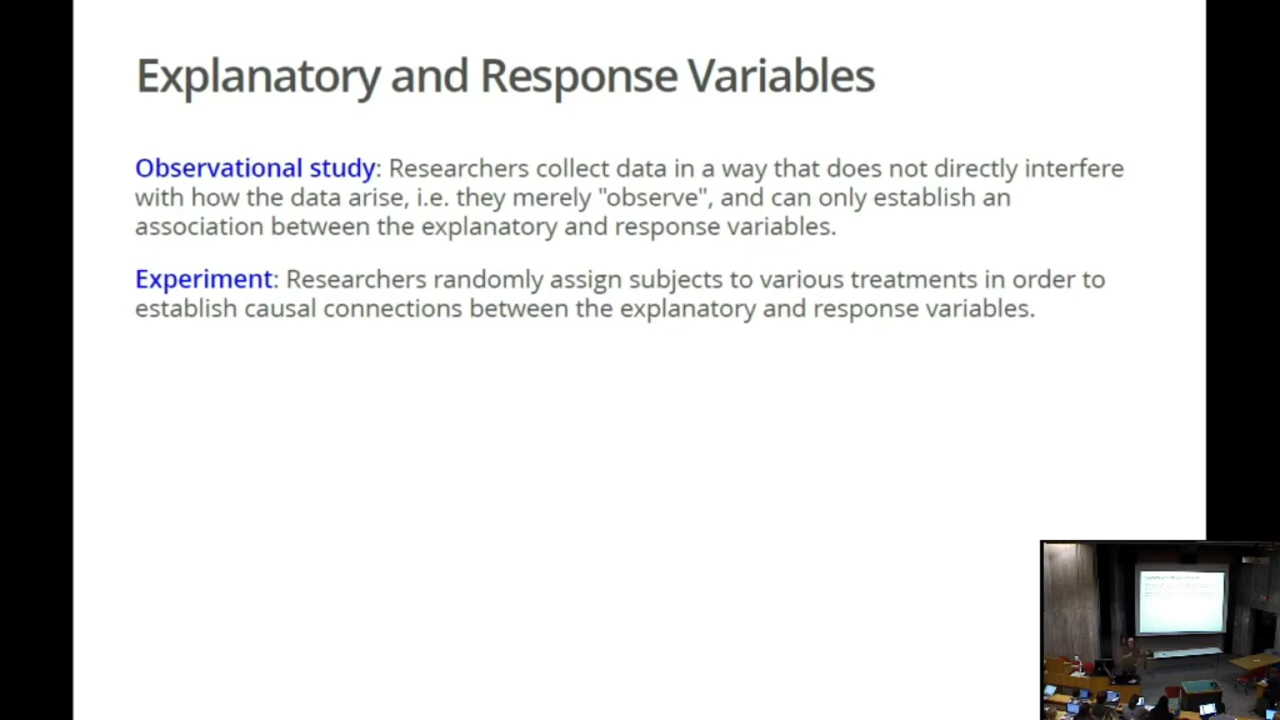 Explanatory and Response Variables
Observational study: Researchers collect data in a way that does not directly interfere
with how the data arise, i.e. they merely "observe", and can only establish an
association between the explanatory and response variables.
Experiment: Researchers randomly assign subjects to various treatments in order to
establish causal connections between the explanatory and response variables.